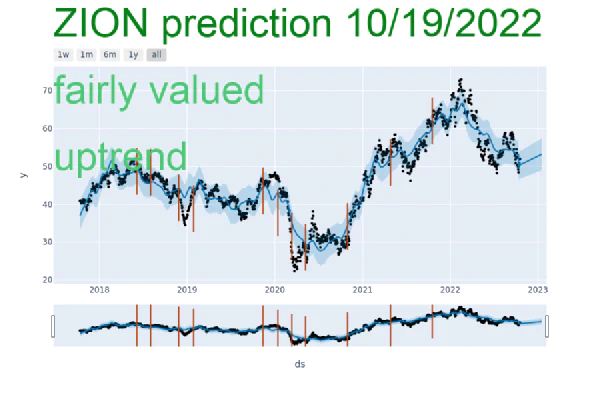 ZION prediction 10/19/2022
1w 1m 6m 1y all
fairly valued
uptrend
70
60
50
40
30
20
y
2018 2019 2020 2021 2022 2023
ds